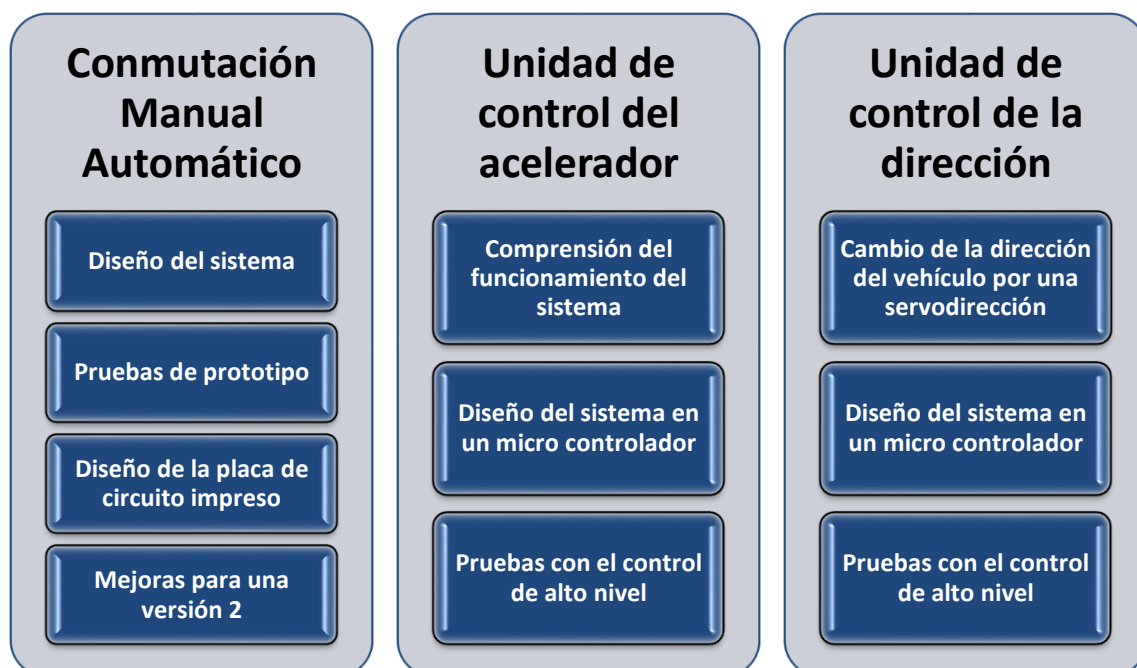 Conmutación
Manual
Automático
Diseño del sistema
Pruebas de prototipo
Diseño de la placa de
circuito impreso
Mejoras para una
versión 2
Unidad de
control del
acelerador
Comprensión del
funcionamiento del
sistema
Diseño del sistema en
un micro controlador
Pruebas con el control
de alto nivel
Unidad de
control de la
dirección
Cambio de la dirección
del vehículo por una
servodirección
Diseño del sistema en
un micro controlador
Pruebas con el control
de alto nivel